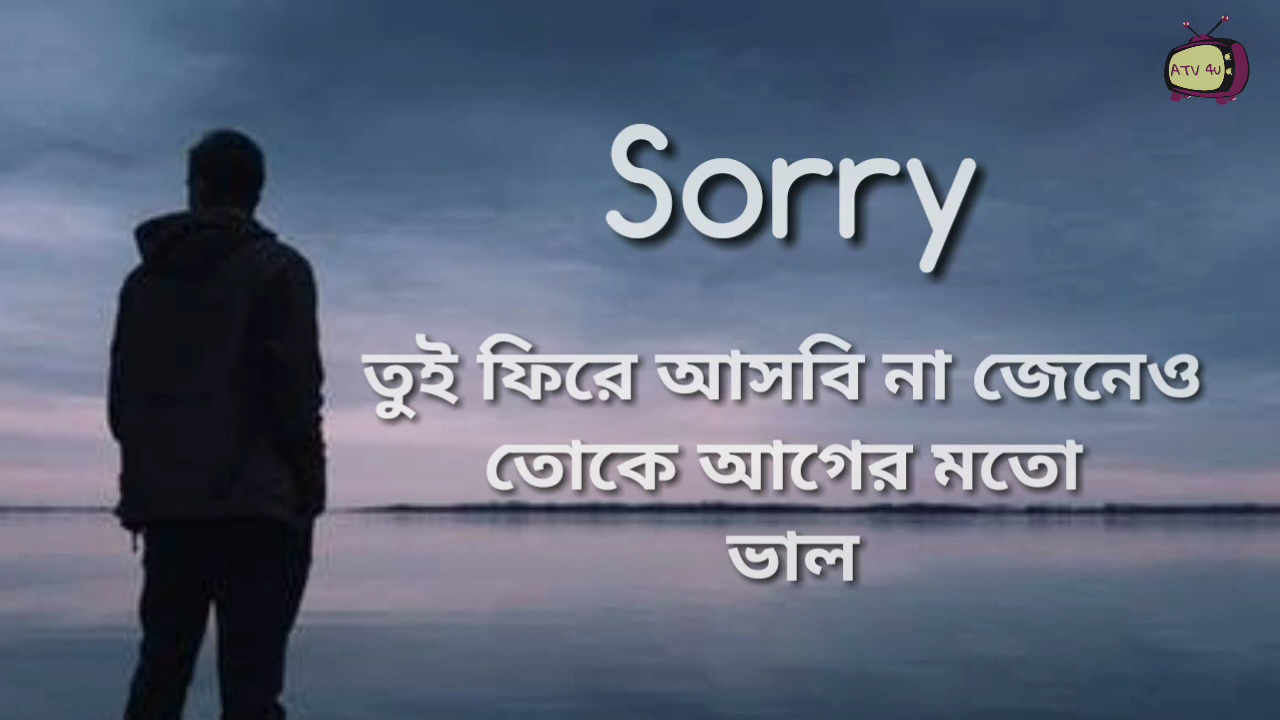 ATV 4U
Sorry
তুই ফিরে আসবি না জেনেও
তোকে আগের মতো
ভাল